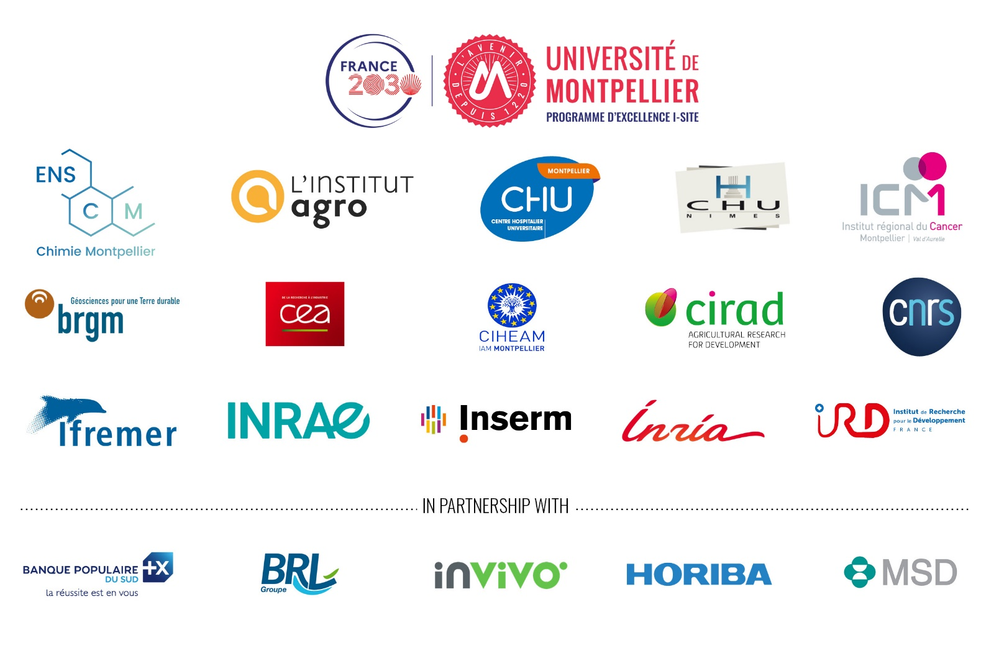 FRANCE
2030
L'AVENIR
DEPUIS 1220
UNIVERSITÉ DE
MONTPELLIER
PROGRAMME D'EXCELLENCE I-SITE
ENS
C M
Chimie Montpellier
L'INSTITUT
agro
MONTPELLIER
CHU
CENTRE HOSPITALIER
UNIVERSITAIRE
H
CHU
NIMES
ICM
Institut régional du Cancer
Montpellier | Val d'Aurelle
Géosciences pour une Terre durable
brgm
DE LA RECHERCHE À L'INDUSTRIE
cea
CIHEAM
IAM MONTPELLIER
cirad
AGRICULTURAL RESEARCH
FOR DEVELOPMENT
cnrs
Ifremer
INRAE
Inserm
Inria
IRD
Institut de Recherche
pour le Développement
FRANCE
IN PARTNERSHIP WITH
BANQUE POPULAIRE
DU SUD
+X
la réussite est en vous
BRL
Groupe
inVivo
HORIBA
MSD